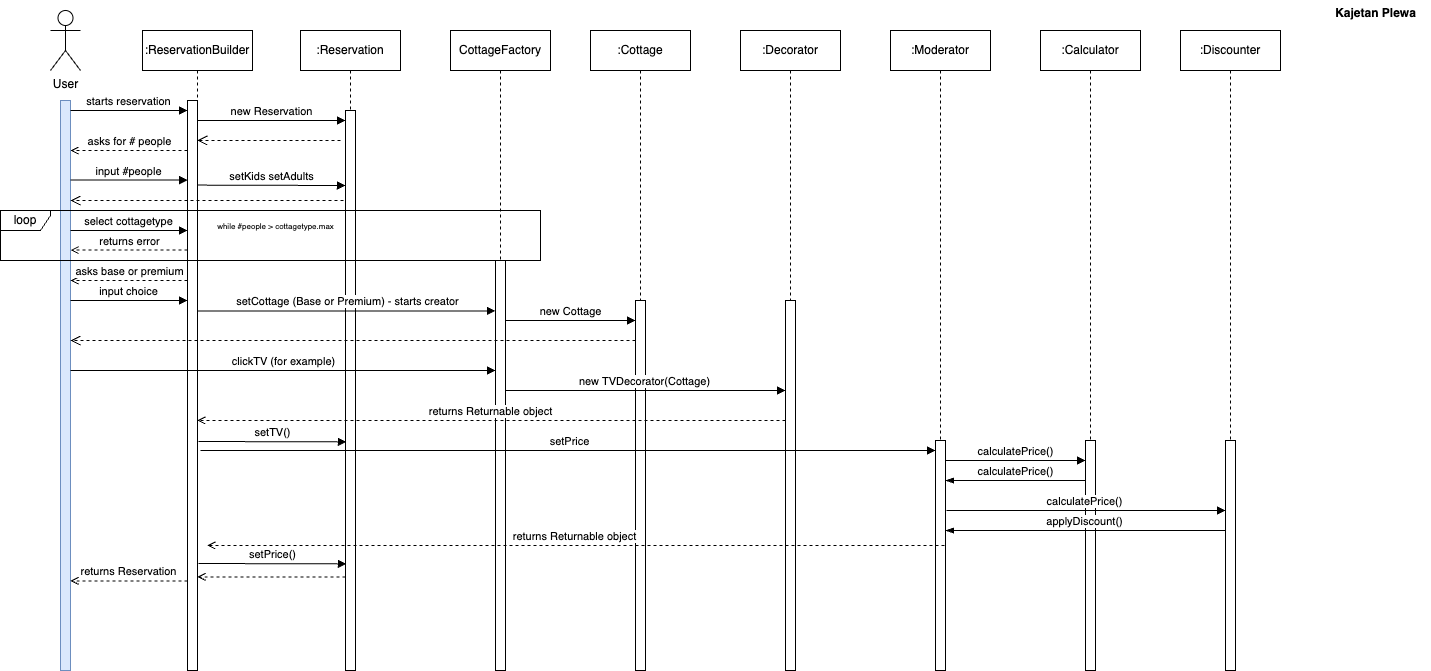 Kajetan Plewa
:ReservationBuilder
:Reservation
CottageFactory
:Cottage
:Decorator
:Moderator
:Calculator
:Discounter
User
starts reservation
new Reservation
asks for # people
input #people
setKids setAdults
loop
select cottagetype
while #people > cottagetype.max
returns error
asks base or premium
input choice
setCottage (Base or Premium) - starts creator
new Cottage
clickTV (for example)
new TVDecorator(Cottage)
returns Returnable object
setTV()
setPrice
calculatePrice()
calculatePrice()
calculatePrice()
applyDiscount()
returns Returnable object
setPrice()
returns Reservation